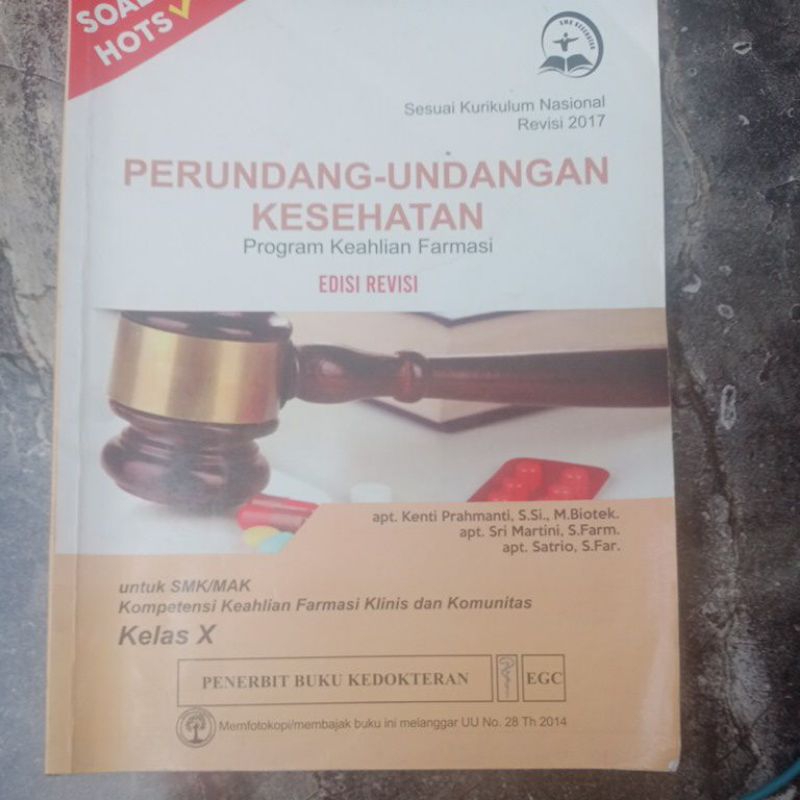 SOAL
HOTS
SMK KESEHATAN
Sesuai Kurikulum Nasional
Revisi 2017
PERUNDANG-UNDANGAN
KESEHATAN
Program Keahlian Farmasi
EDISI REVISI
apt. Kenti Prahmanti, S.Si., M.Biotek.
apt. Sri Martini, S.Farm.
apt. Satrio, S.Far.
untuk SMK/MAK
Kompetensi Keahlian Farmasi Klinis dan Komunitas
Kelas X
PENERBIT BUKU KEDOKTERAN EGC
Memfotokopi/membajak buku ini melanggar UU No. 28 Th 2014